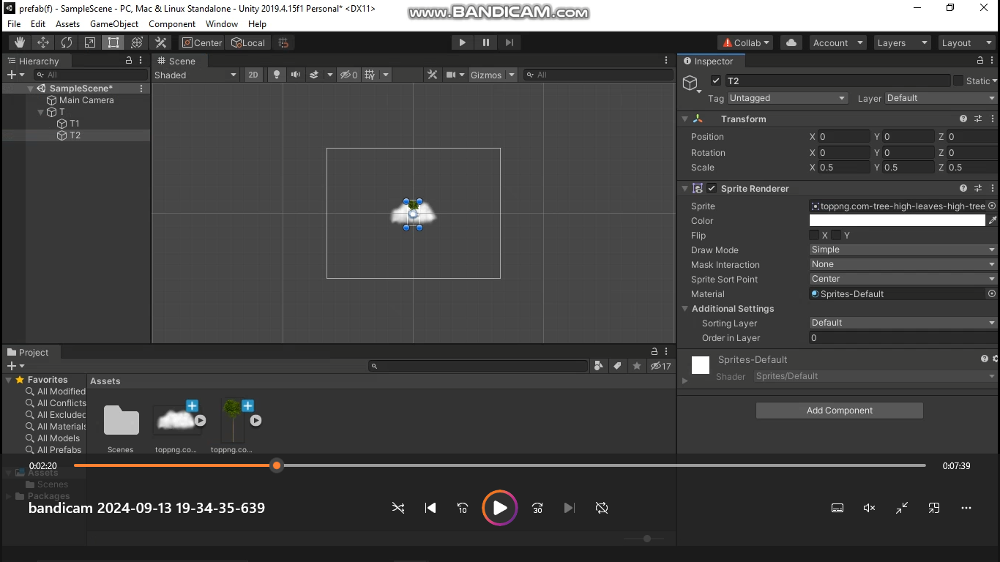 prefab(f) - SampleScene - PC, Mac & Linux Standalone - Unity 2019.4.15f1 Personal* <DX11>
www.BANDICAM.com
File Edit Assets GameObject Component Window Help
Center Local
Collab Account Layers Layout
Hierarchy
All
SampleScene*
Main Camera
T
T1
T2
Scene
Shaded 2D 0 Gizmos All
Inspector
T2 Static
Tag Untagged Layer Default
Transform
Position X 0 Y 0 Z 0
Rotation X 0 Y 0 Z 0
Scale X 0.5 Y 0.5 Z 0.5
Sprite Renderer
Sprite toppng.com-tree-high-leaves-high-tree
Color
Flip X Y
Draw Mode Simple
Mask Interaction None
Sprite Sort Point Center
Material Sprites-Default
Additional Settings
Sorting Layer Default
Order in Layer 0
Sprites-Default
Shader Sprites/Default
Add Component
Project
17
Favorites
All Modified
All Conflicts
All Excluded
All Materials
All Models
All Prefabs
Assets
Scenes
Packages
Assets
Scenes toppng.co... toppng.co...
0:02:20 0:07:39
bandicam 2024-09-13 19-34-35-639
10 30